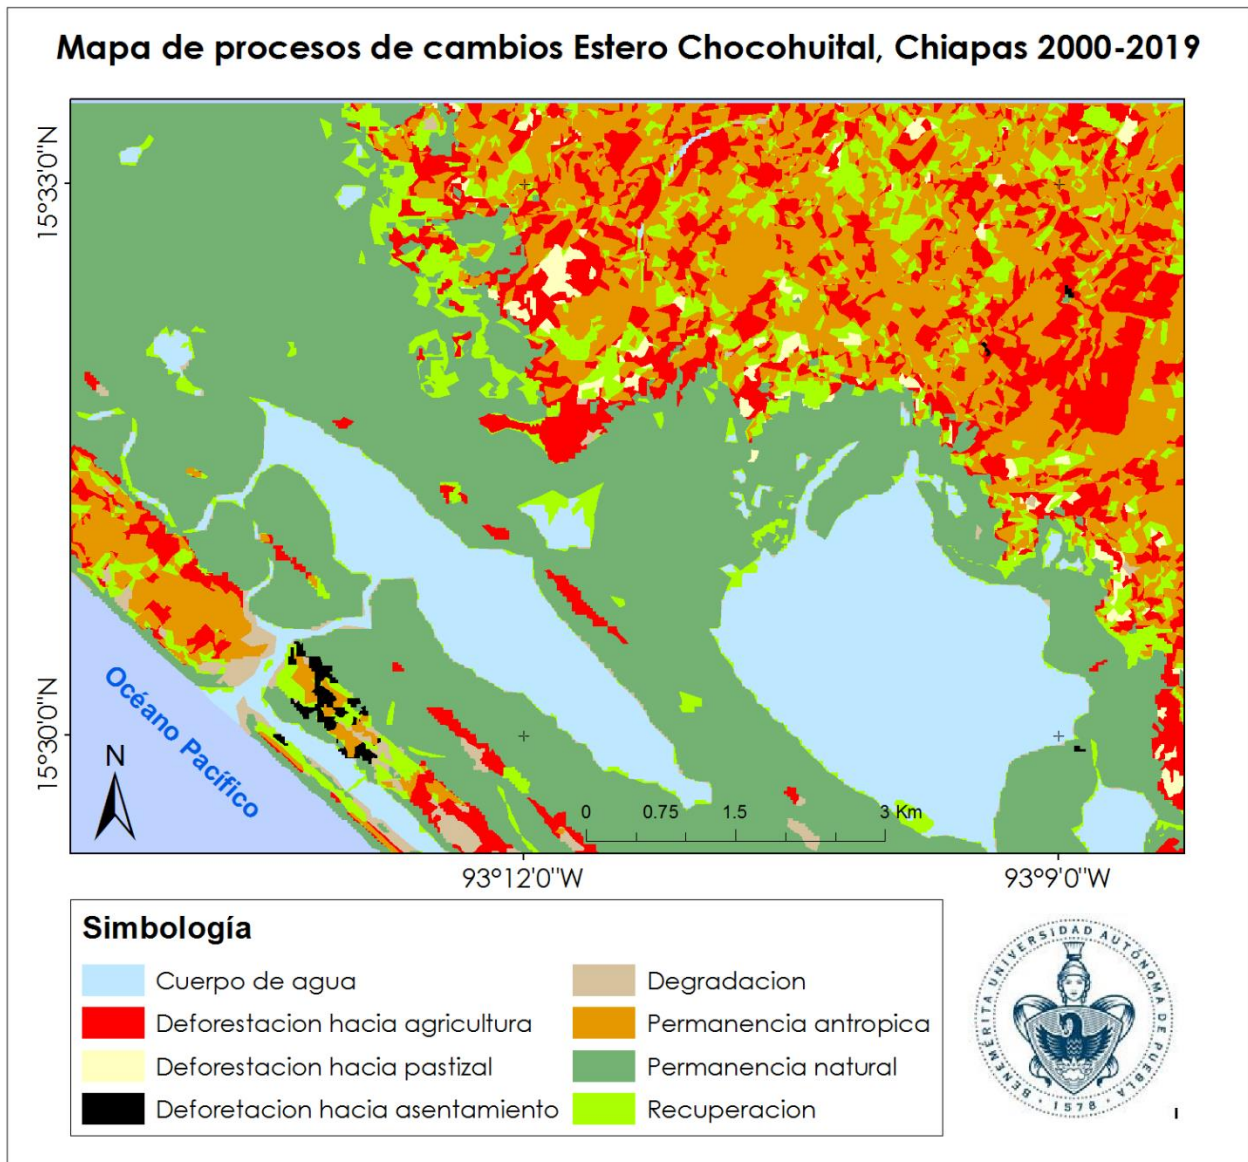 Mapa de procesos de cambios Estero Chocohuital, Chiapas 2000-2019
15°33'0"N
15°30'0"N
Océano Pacífico
N
0 0.75 1.5 3 Km
93°12'0"W 93°9'0"W
Simbología
Cuerpo de agua
Deforestacion hacia agricultura
Deforestacion hacia pastizal
Deforetacion hacia asentamiento
Degradacion
Permanencia antropica
Permanencia natural
Recuperacion
BENEMÉRITA UNIVERSIDAD AUTÓNOMA DE PUEBLA
1578
I